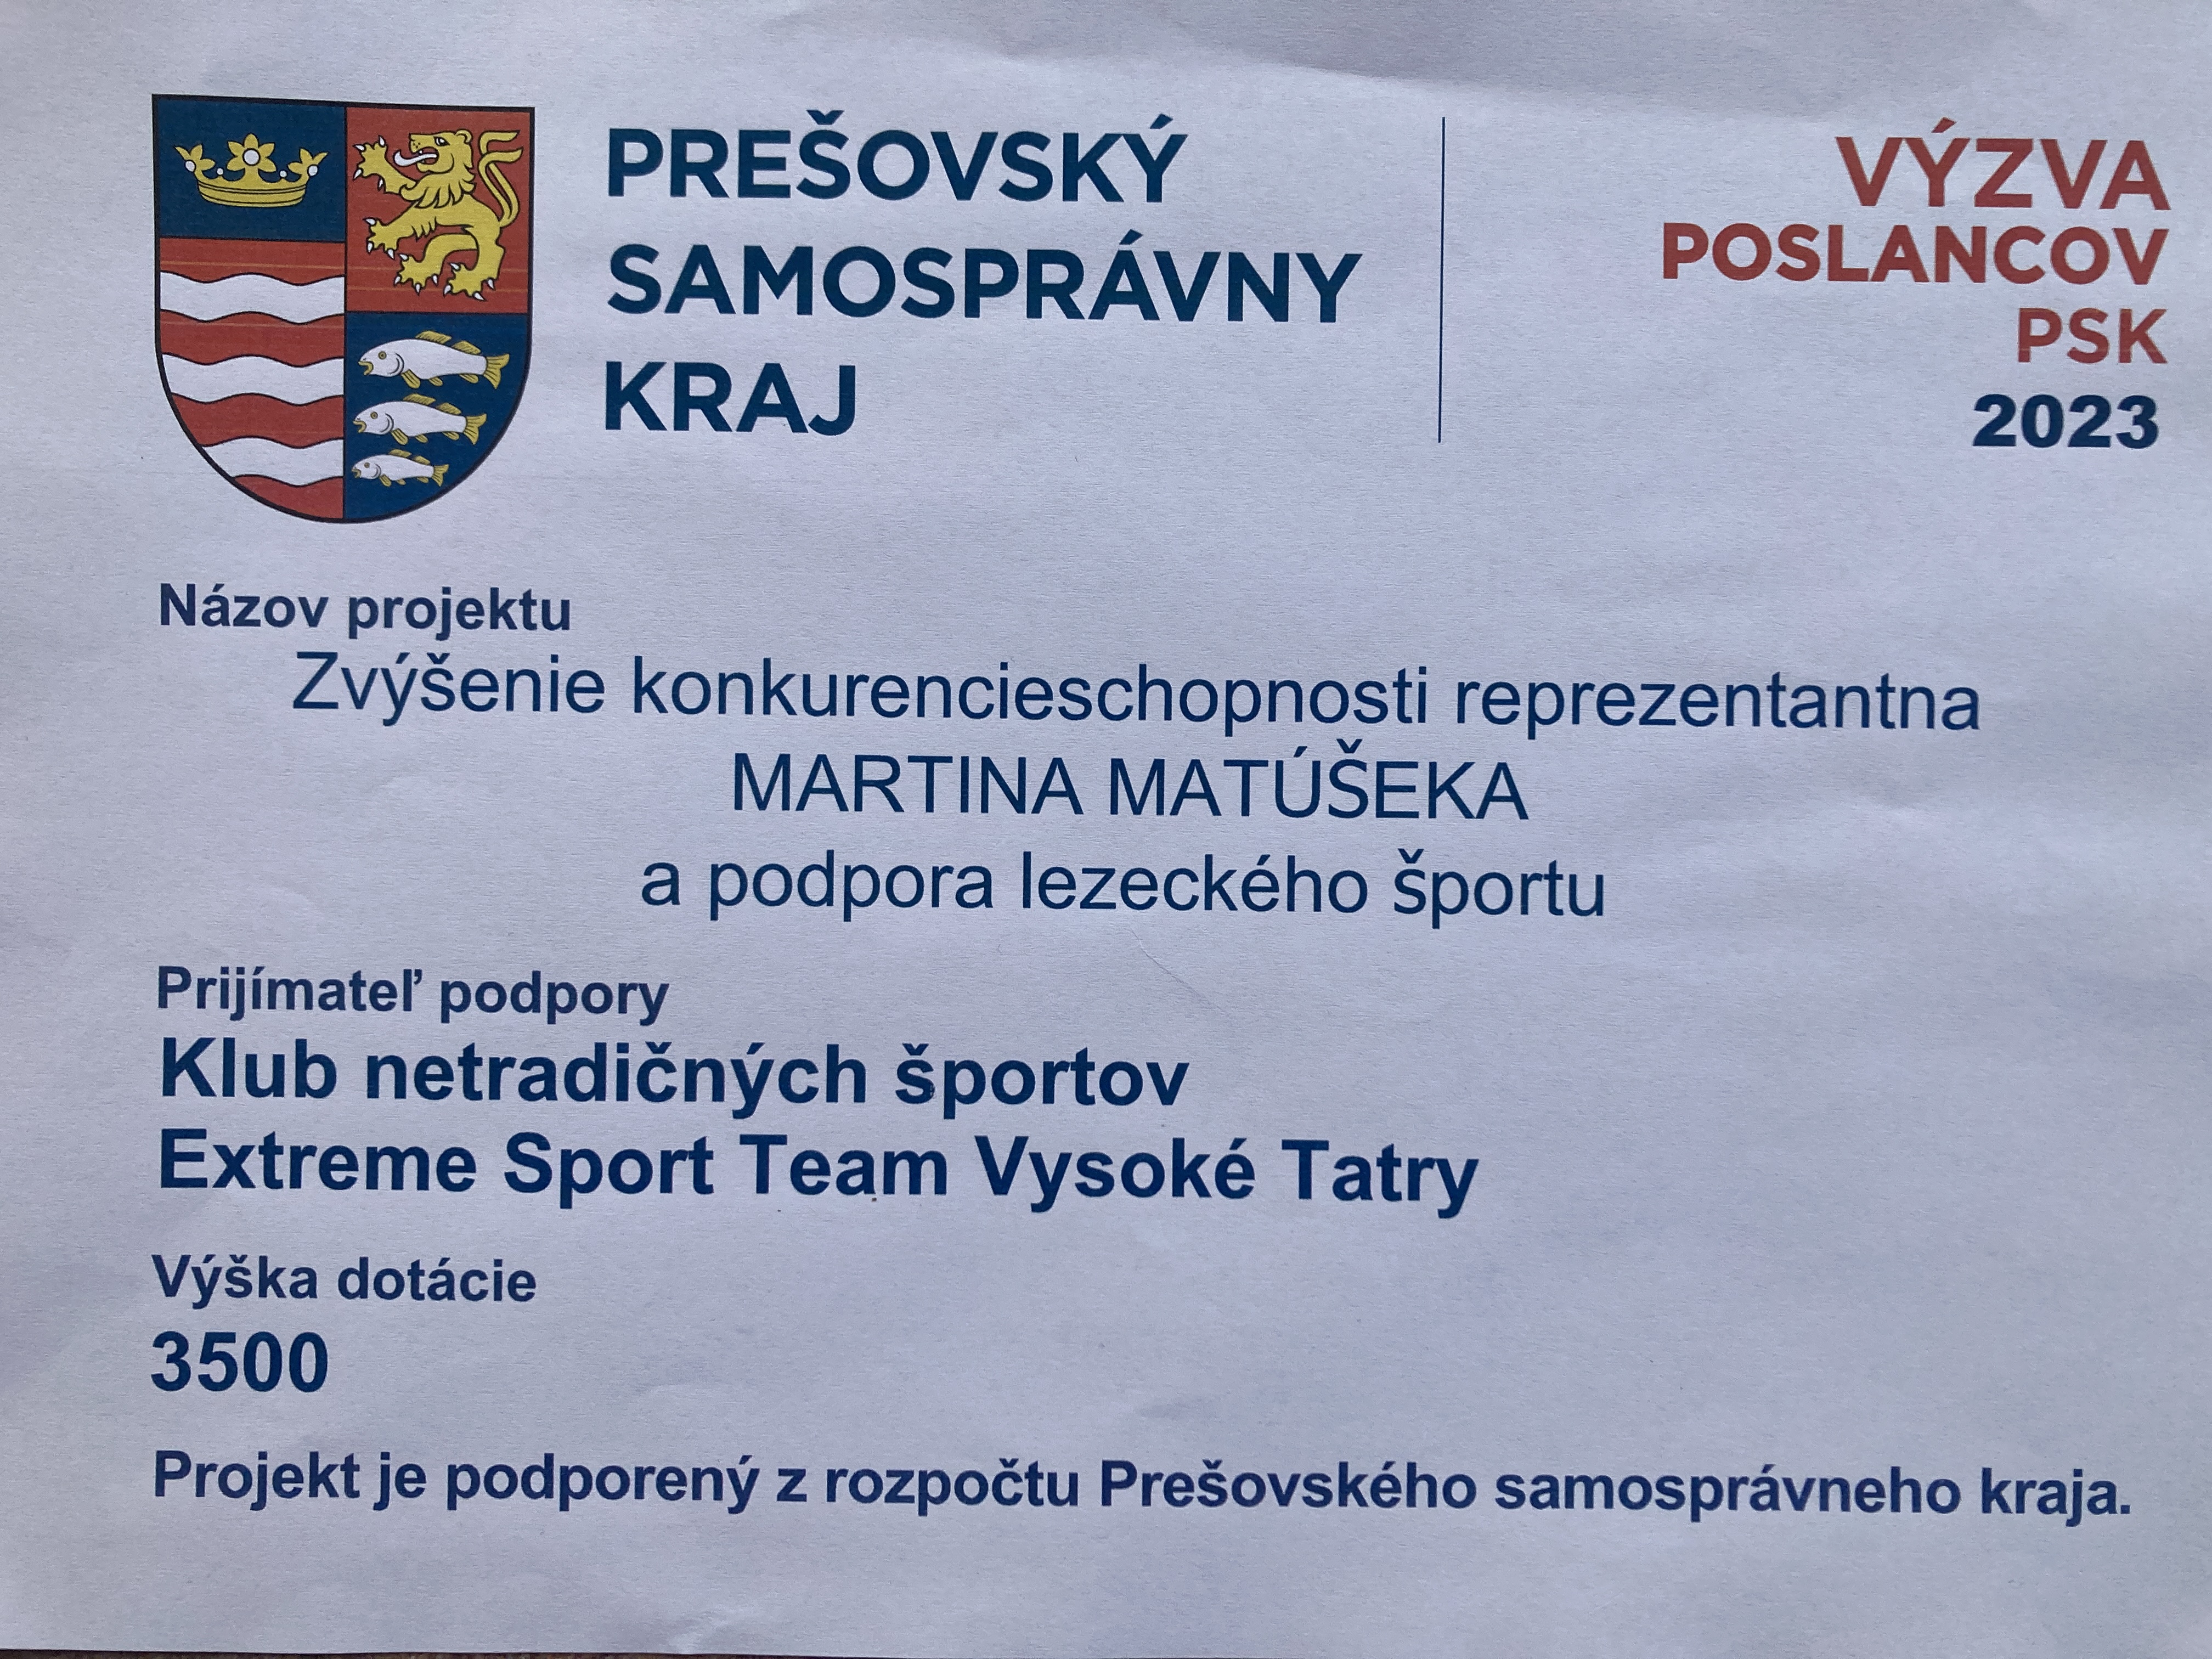 PREŠOVSKÝ
SAMOSPRÁVNY
KRAJ
VÝZVA
POSLANCOV
PSK
2023
Názov projektu
Zvýšenie konkurencieschopnosti reprezentantna
MARTINA MATÚŠEKA
a podpora lezeckého športu
Prijímateľ podpory
Klub netradičných športov
Extreme Sport Team Vysoké Tatry
Výška dotácie
3500
Projekt je podporený z rozpočtu Prešovského samosprávneho kraja.